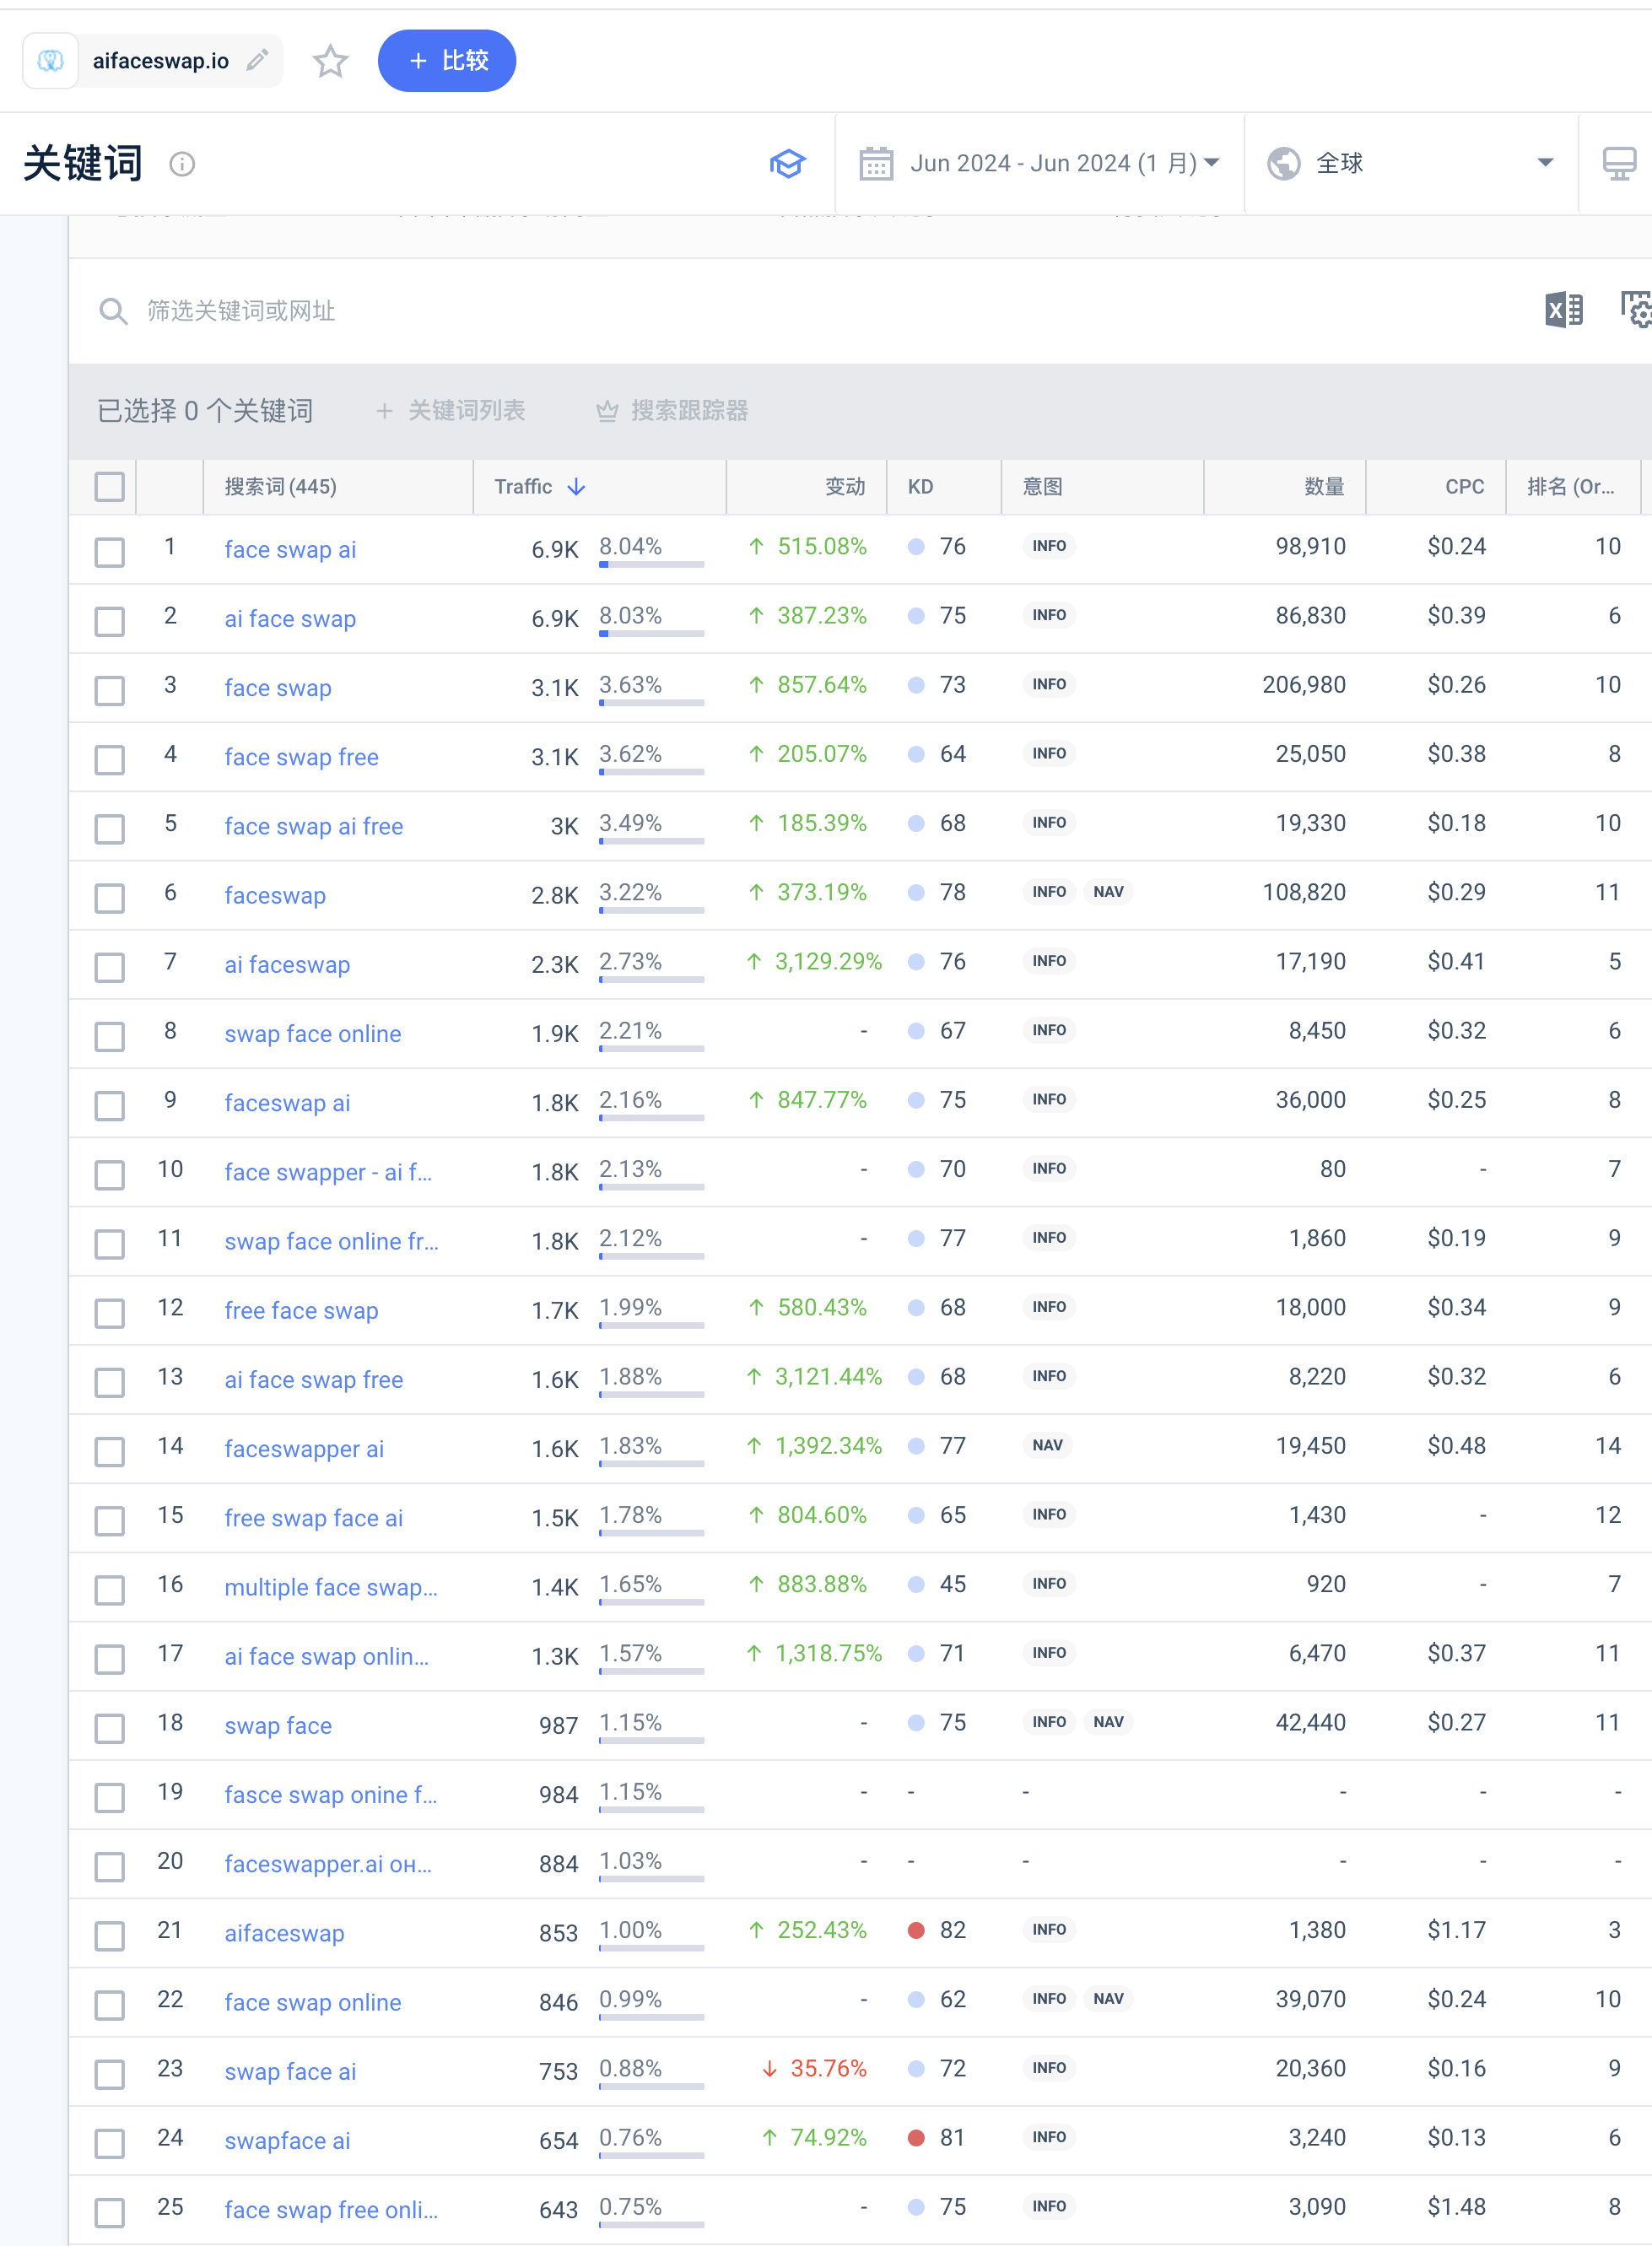 aifaceswap.io
+ 比较
关键词
Jun 2024 - Jun 2024 (1 月)
全球
筛选关键词或网址
已选择 0 个关键词 + 关键词列表 搜索跟踪器
搜索词 (445) Traffic ↓ 变动 KD 意图 数量 CPC 排名 (Or...
1 face swap ai 6.9K 8.04% ↑ 515.08% 76 INFO 98,910 $0.24 10
2 ai face swap 6.9K 8.03% ↑ 387.23% 75 INFO 86,830 $0.39 6
3 face swap 3.1K 3.63% ↑ 857.64% 73 INFO 206,980 $0.26 10
4 face swap free 3.1K 3.62% ↑ 205.07% 64 INFO 25,050 $0.38 8
5 face swap ai free 3K 3.49% ↑ 185.39% 68 INFO 19,330 $0.18 10
6 faceswap 2.8K 3.22% ↑ 373.19% 78 INFO NAV 108,820 $0.29 11
7 ai faceswap 2.3K 2.73% ↑ 3,129.29% 76 INFO 17,190 $0.41 5
8 swap face online 1.9K 2.21% - 67 INFO 8,450 $0.32 6
9 faceswap ai 1.8K 2.16% ↑ 847.77% 75 INFO 36,000 $0.25 8
10 face swapper - ai f... 1.8K 2.13% - 70 INFO 80 - 7
11 swap face online fr... 1.8K 2.12% - 77 INFO 1,860 $0.19 9
12 free face swap 1.7K 1.99% ↑ 580.43% 68 INFO 18,000 $0.34 9
13 ai face swap free 1.6K 1.88% ↑ 3,121.44% 68 INFO 8,220 $0.32 6
14 faceswapper ai 1.6K 1.83% ↑ 1,392.34% 77 NAV 19,450 $0.48 14
15 free swap face ai 1.5K 1.78% ↑ 804.60% 65 INFO 1,430 - 12
16 multiple face swap... 1.4K 1.65% ↑ 883.88% 45 INFO 920 - 7
17 ai face swap onlin... 1.3K 1.57% ↑ 1,318.75% 71 INFO 6,470 $0.37 11
18 swap face 987 1.15% - 75 INFO NAV 42,440 $0.27 11
19 fasce swap onine f... 984 1.15% - - - - - -
20 faceswapper.ai он... 884 1.03% - - - - - -
21 aifaceswap 853 1.00% ↑ 252.43% 82 INFO 1,380 $1.17 3
22 face swap online 846 0.99% - 62 INFO NAV 39,070 $0.24 10
23 swap face ai 753 0.88% ↓ 35.76% 72 INFO 20,360 $0.16 9
24 swapface ai 654 0.76% ↑ 74.92% 81 INFO 3,240 $0.13 6
25 face swap free onli... 643 0.75% - 75 INFO 3,090 $1.48 8